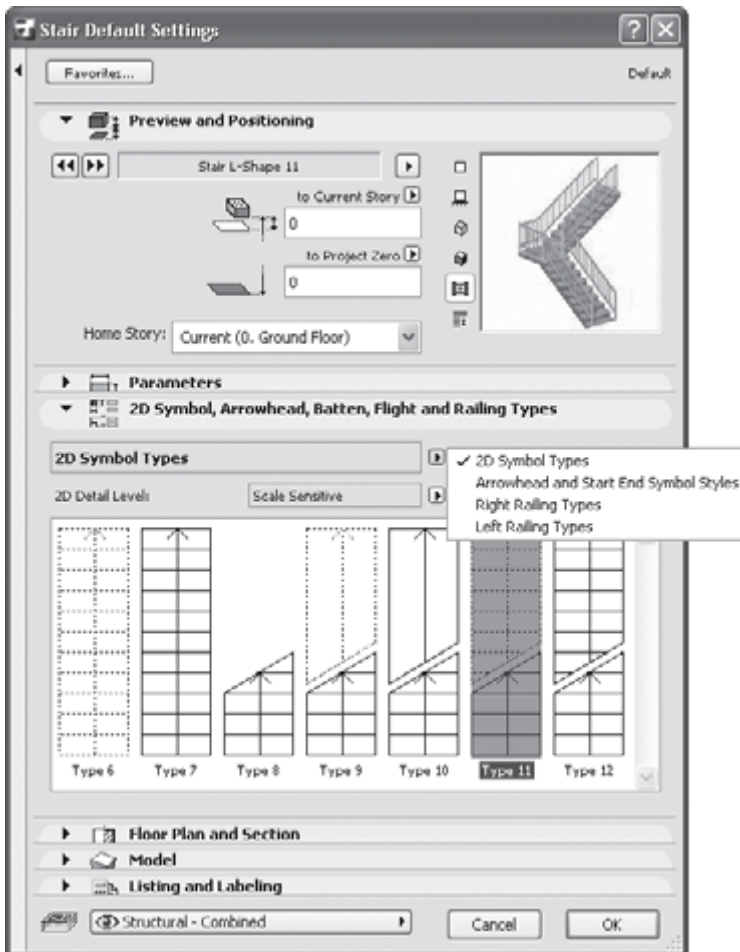 Stair Default Settings
Favorites...
Default
Preview and Positioning
Stair L-Shape 11
to Current Story
0
to Project Zero
0
Home Story: Current (0. Ground Floor)
Parameters
2D Symbol, Arrowhead, Batten, Flight and Railing Types
2D Symbol Types
2D Symbol Types
Arrowhead and Start End Symbol Styles
Right Railing Types
Left Railing Types
2D Detail Level: Scale Sensitive
Type 6 Type 7 Type 8 Type 9 Type 10 Type 11 Type 12
Floor Plan and Section
Model
Listing and Labeling
Structural - Combined Cancel OK